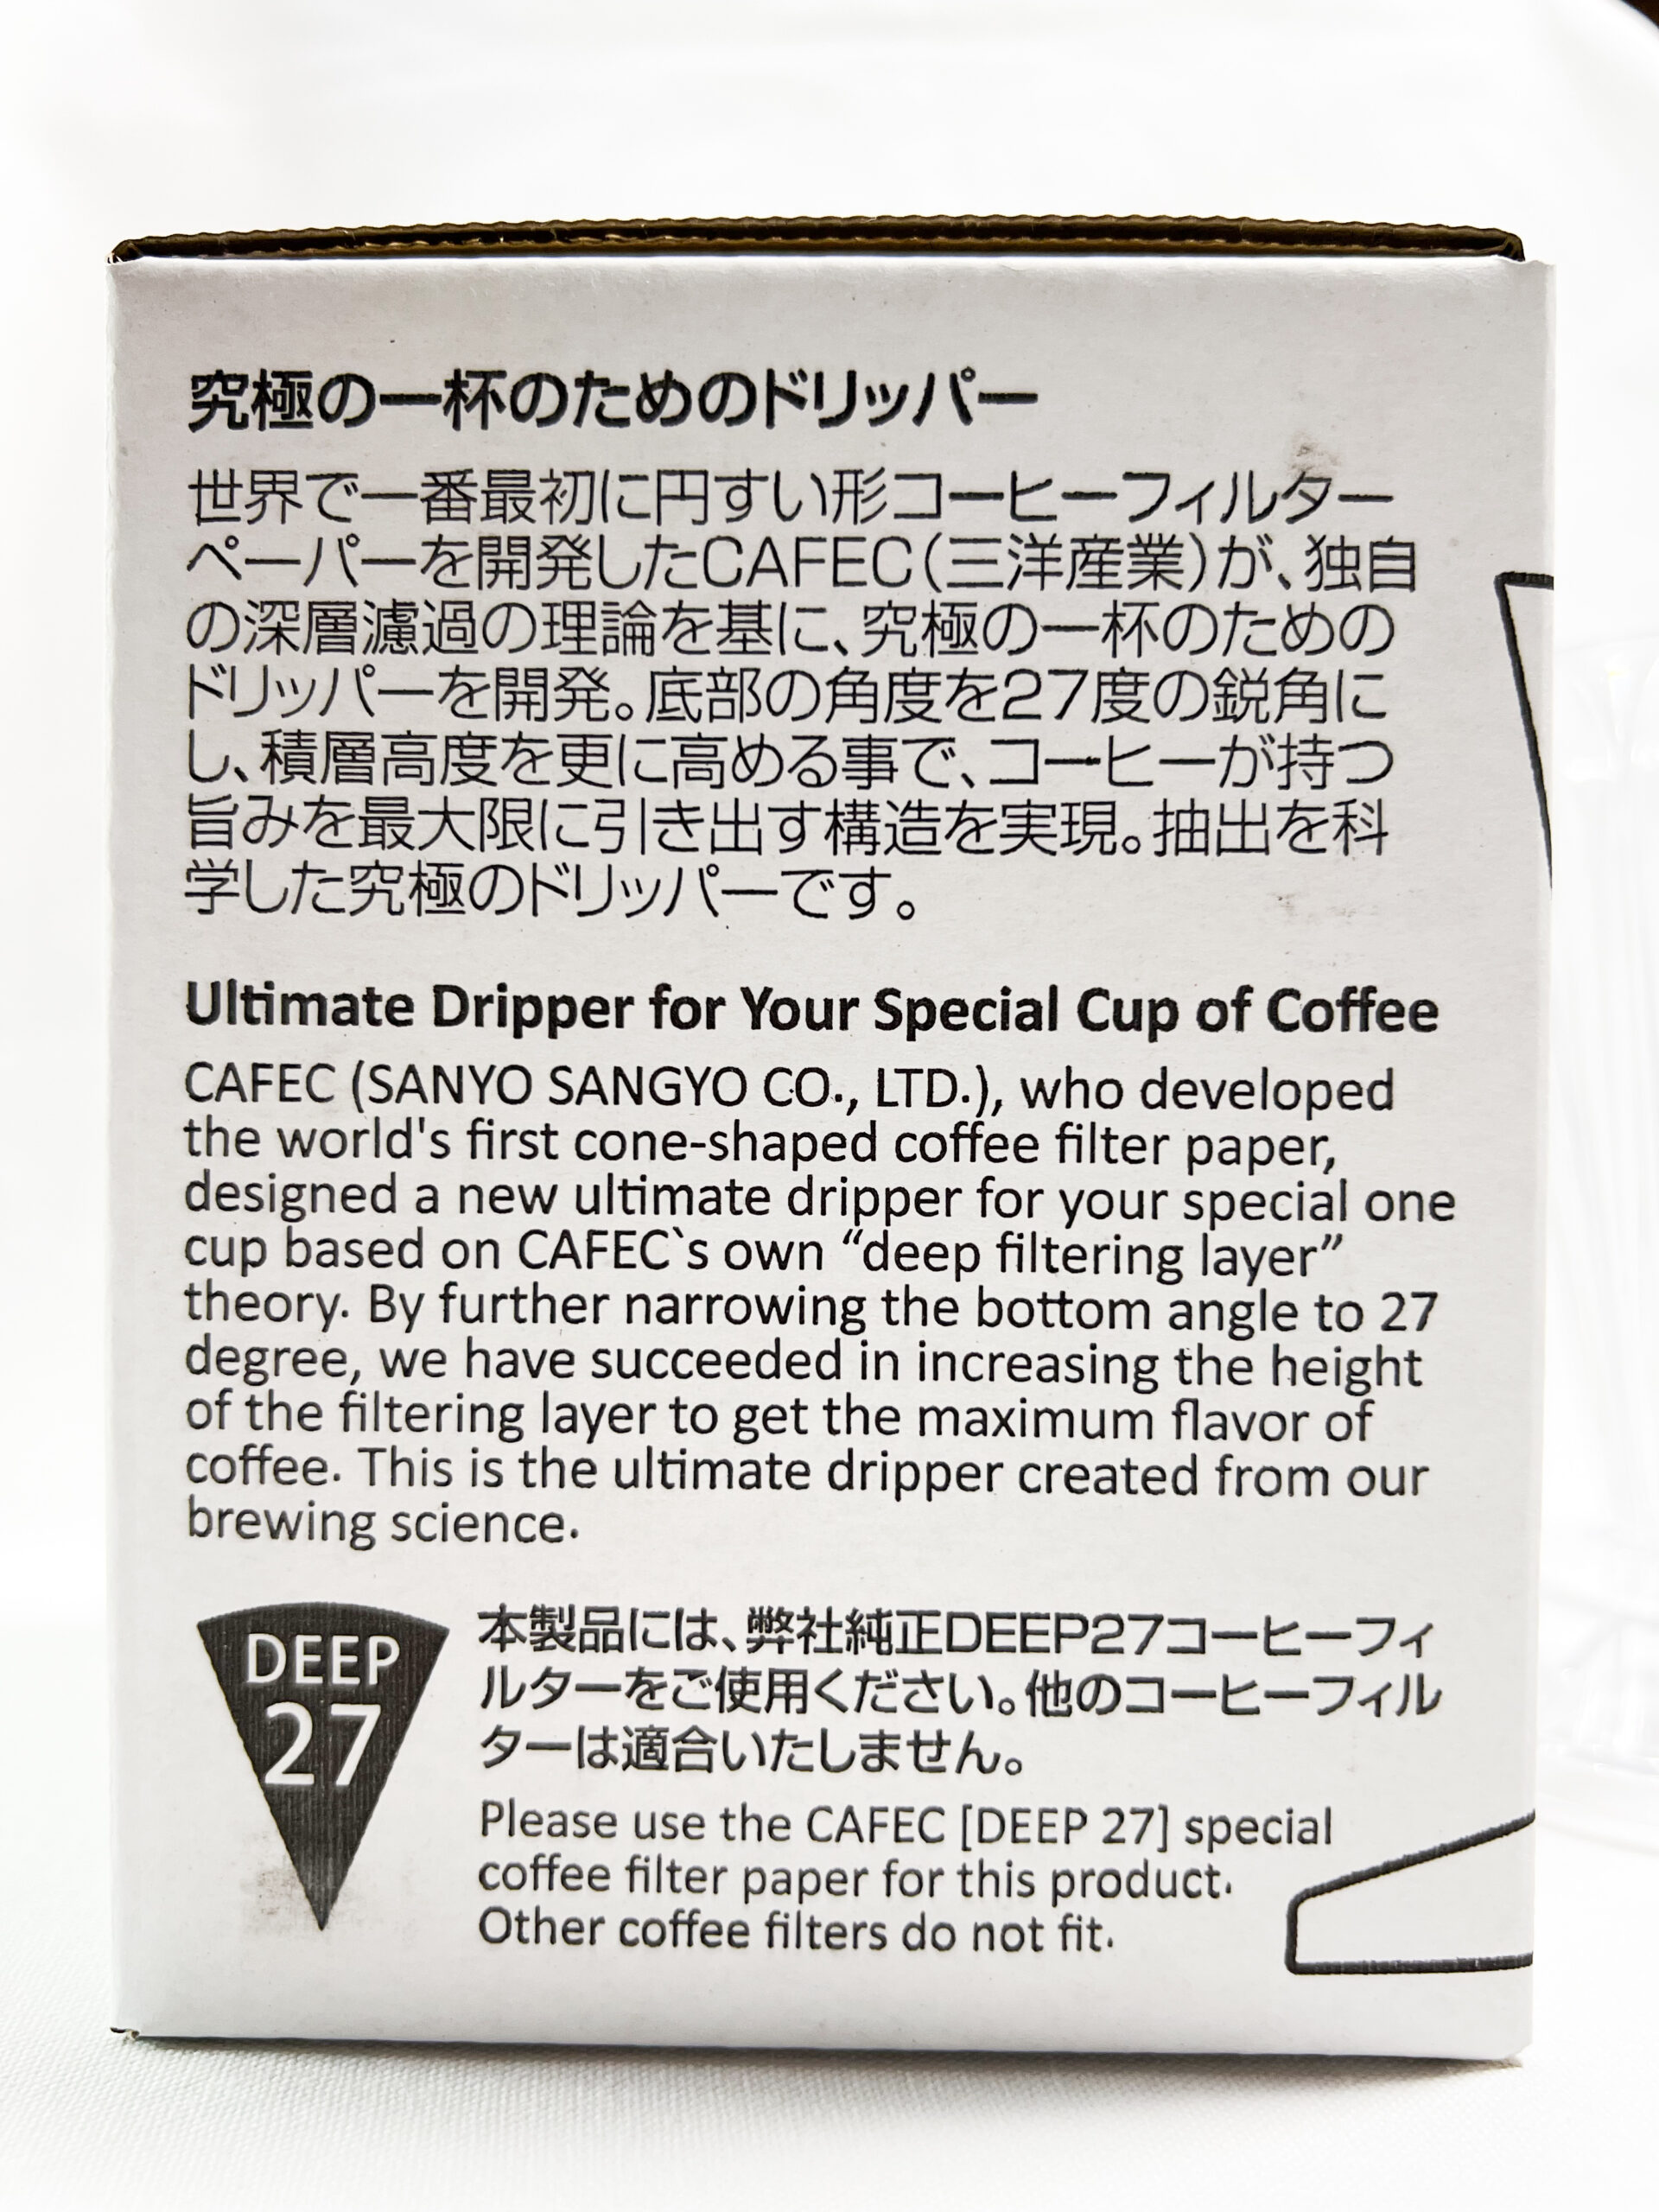 究極の一杯のためのドリッパー
世界で一番最初に円すい形コーヒーフィルター
ペーパーを開発したCAFEC(三洋産業)が、独自
の深層濾過の理論を基に、究極の一杯のための
ドリッパーを開発。底部の角度を27度の鋭角に
し、積層高度を更に高める事で、コーヒーが持つ
旨みを最大限に引き出す構造を実現。抽出を科
学した究極のドリッパーです。
Ultimate Dripper for Your Special Cup of Coffee
CAFEC (SANYO SANGYO CO., LTD.), who developed
the world's first cone-shaped coffee filter paper,
designed a new ultimate dripper for your special one
cup based on CAFEC`s own “deep filtering layer”
theory. By further narrowing the bottom angle to 27
degree, we have succeeded in increasing the height
of the filtering layer to get the maximum flavor of
coffee. This is the ultimate dripper created from our
brewing science.
DEEP
27
本製品には、弊社純正DEEP27コーヒーフィ
ルターをご使用ください。他のコーヒーフィル
ターは適合いたしません。
Please use the CAFEC [DEEP 27] special
coffee filter paper for this product.
Other coffee filters do not fit.